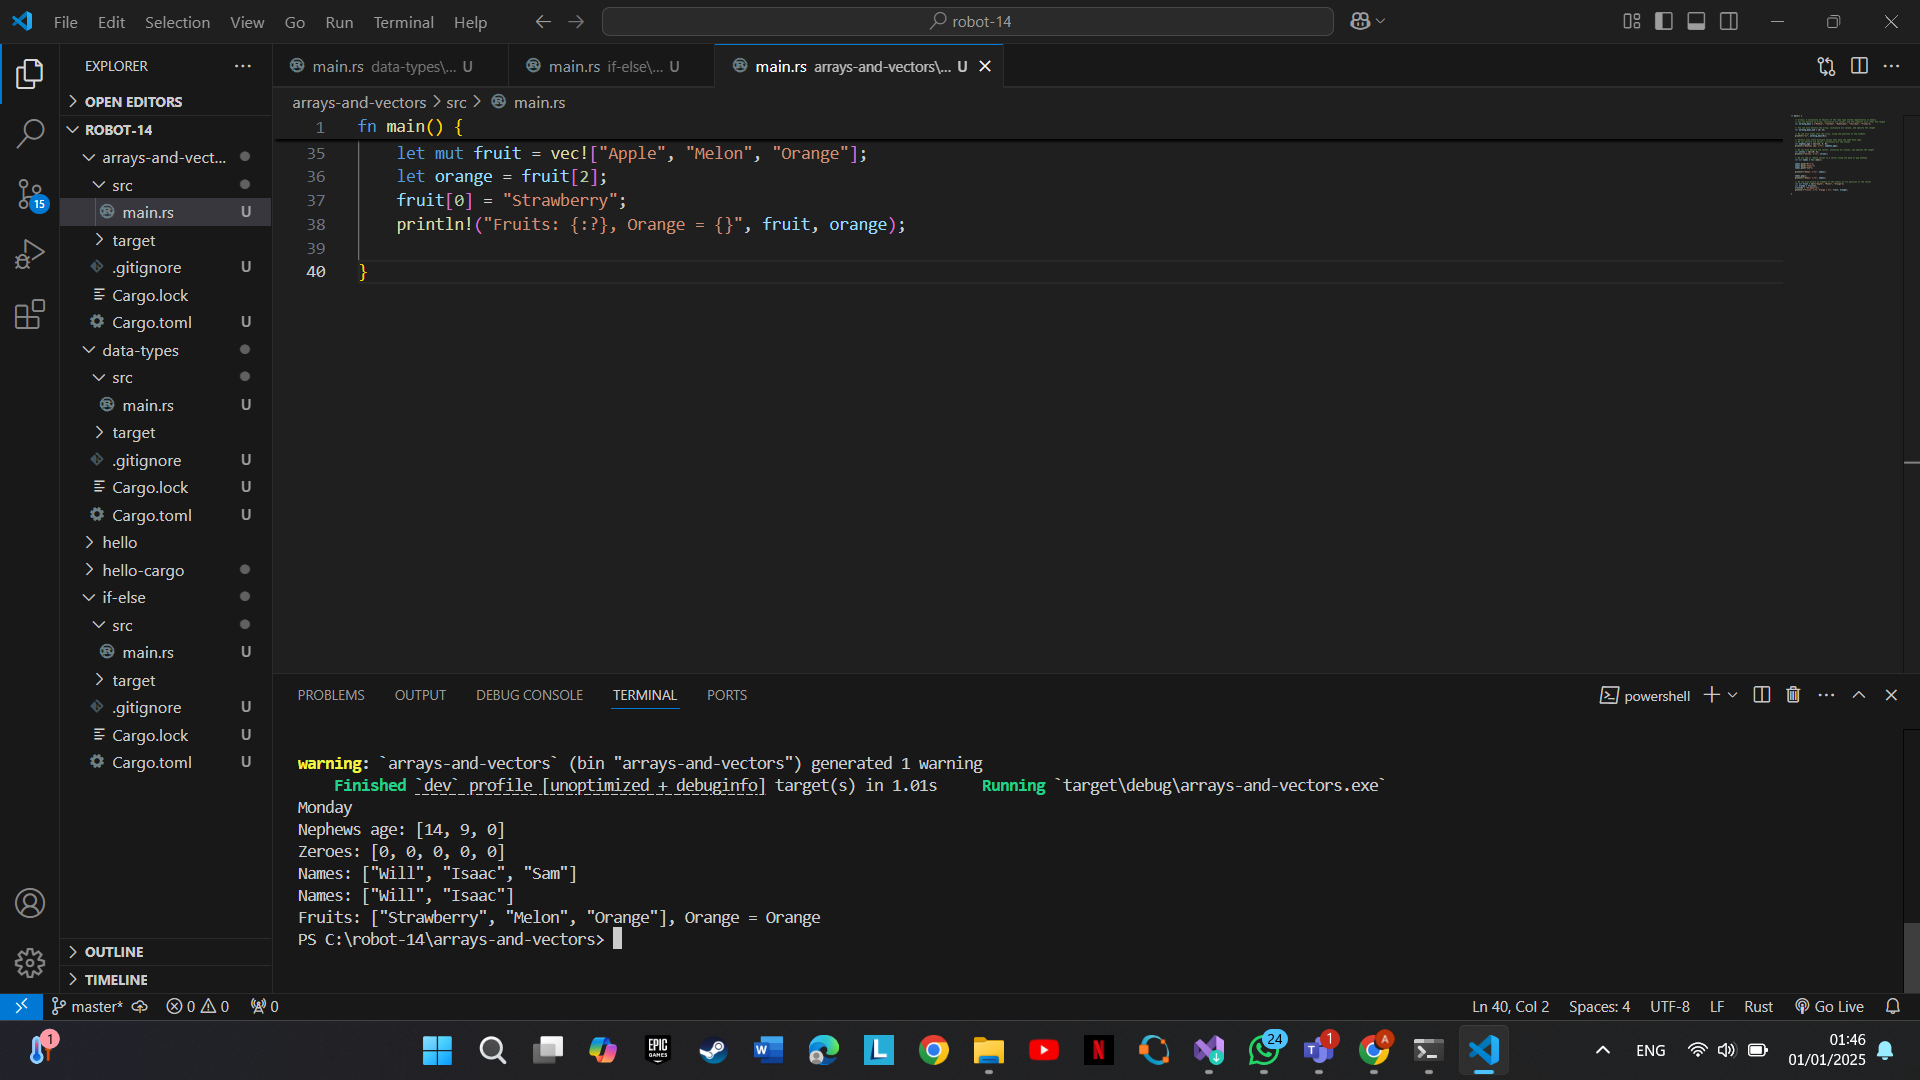 File Edit Selection View Go Run Terminal Help
robot-14
EXPLORER
OPEN EDITORS
ROBOT-14
arrays-and-vect...
src
main.rs U
target
.gitignore U
Cargo.lock
Cargo.toml U
data-types
src
main.rs U
target
.gitignore U
Cargo.lock U
Cargo.toml U
hello
hello-cargo
if-else
src
main.rs U
target
.gitignore U
Cargo.lock U
Cargo.toml U
OUTLINE
TIMELINE
15
main.rs data-types\... U
main.rs if-else\... U
main.rs arrays-and-vectors\... U
arrays-and-vectors > src > main.rs
1 fn main() {
35 let mut fruit = vec!["Apple", "Melon", "Orange"];
36 let orange = fruit[2];
37 fruit[0] = "Strawberry";
38 println!("Fruits: {:?}, Orange = {}", fruit, orange);
39
40 }
PROBLEMS OUTPUT DEBUG CONSOLE TERMINAL PORTS
powershell
warning: `arrays-and-vectors` (bin "arrays-and-vectors") generated 1 warning
Finished `dev` profile [unoptimized + debuginfo] target(s) in 1.01s Running `target\debug\arrays-and-vectors.exe`
Monday
Nephews age: [14, 9, 0]
Zeroes: [0, 0, 0, 0, 0]
Names: ["Will", "Isaac", "Sam"]
Names: ["Will", "Isaac"]
Fruits: ["Strawberry", "Melon", "Orange"], Orange = Orange
PS C:\robot-14\arrays-and-vectors>
master* 0 0 0
Ln 40, Col 2 Spaces: 4 UTF-8 LF Rust Go Live
1
EPIC GAMES
W
L
N
24
1
A
ENG
01:46
01/01/2025